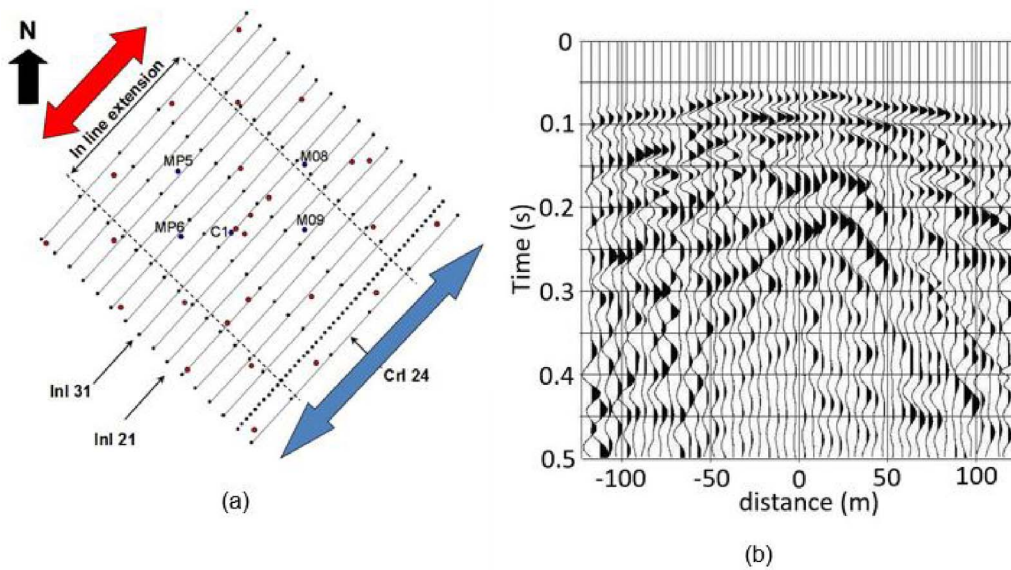 N
In line extension
MP5
M08
MP6
C1
M09
Crl 24
Inl 31
Inl 21
(a)
0
0.1
0.2
0.3
0.4
0.5
Time (s)
-100
-50
0
50
100
distance (m)
(b)